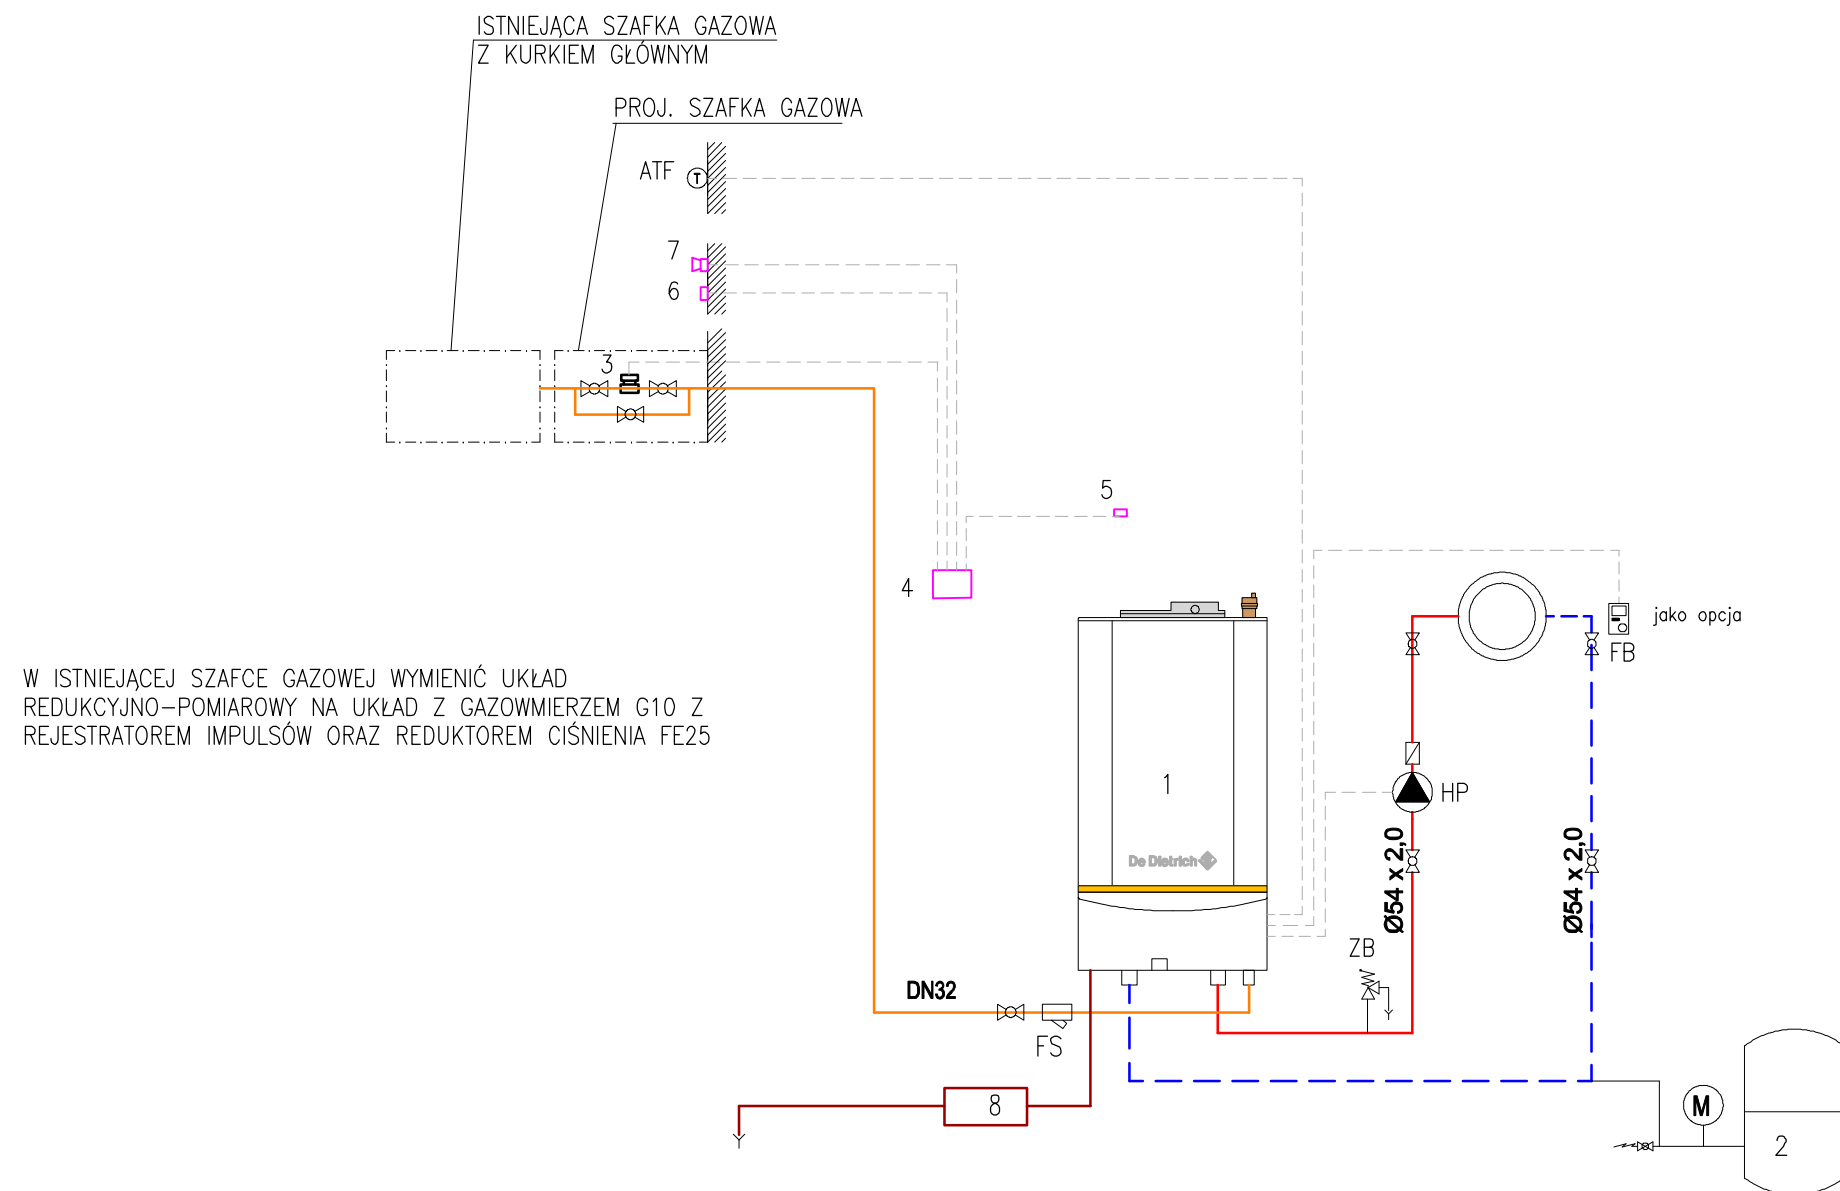 ISTNIEJĄCA SZAFKA GAZOWA
Z KURKIEM GŁÓWNYM
PROJ. SZAFKA GAZOWA
ATF
T
7
6
3
5
4
jako opcja
FB
W ISTNIEJĄCEJ SZAFCE GAZOWEJ WYMIENIĆ UKŁAD
REDUKCYJNO-POMIAROWY NA UKŁAD Z GAZOWMIERZEM G10 Z
REJESTRATOREM IMPULSÓW ORAZ REDUKTOREM CIŚNIENIA FE25
1
HP
De Dietrich
Ø54 x 2,0
Ø54 x 2,0
ZB
DN32
FS
8
M
2